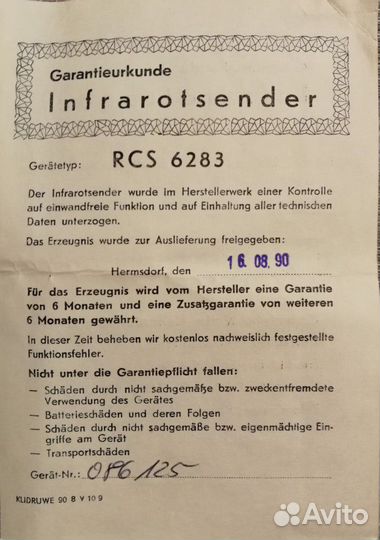 Garantieurkunde
Infrarotsender
Gerätetyp: RCS 6283
Der Infrarotsender wurde im Herstellerwerk einer Kontrolle
auf einwandfreie Funktion und auf Einhaltung aller technischen
Daten unterzogen.
Das Erzeugnis wurde zur Auslieferung freigegeben:
Hermsdorf, den 16. 08. 90
Für das Erzeugnis wird vom Hersteller eine Garantie
von 6 Monaten und eine Zusatzgarantie von weiteren
6 Monaten gewährt.
In dieser Zeit beheben wir kostenlos nachweislich festgestellte
Funktionsfehler.
Nicht unter die Garantiepflicht fallen:
— Schäden durch nicht sachgemäße bzw. zweckentfremdete
Verwendung des Gerätes
— Batterieschäden und deren Folgen
— Schäden durch nicht sachgemäße bzw. eigenmächtige Ein-
griffe am Gerät
— Transportschäden
Gerät-Nr.: 086125
KLIDRUWE 90 8 V 10 9
Avito